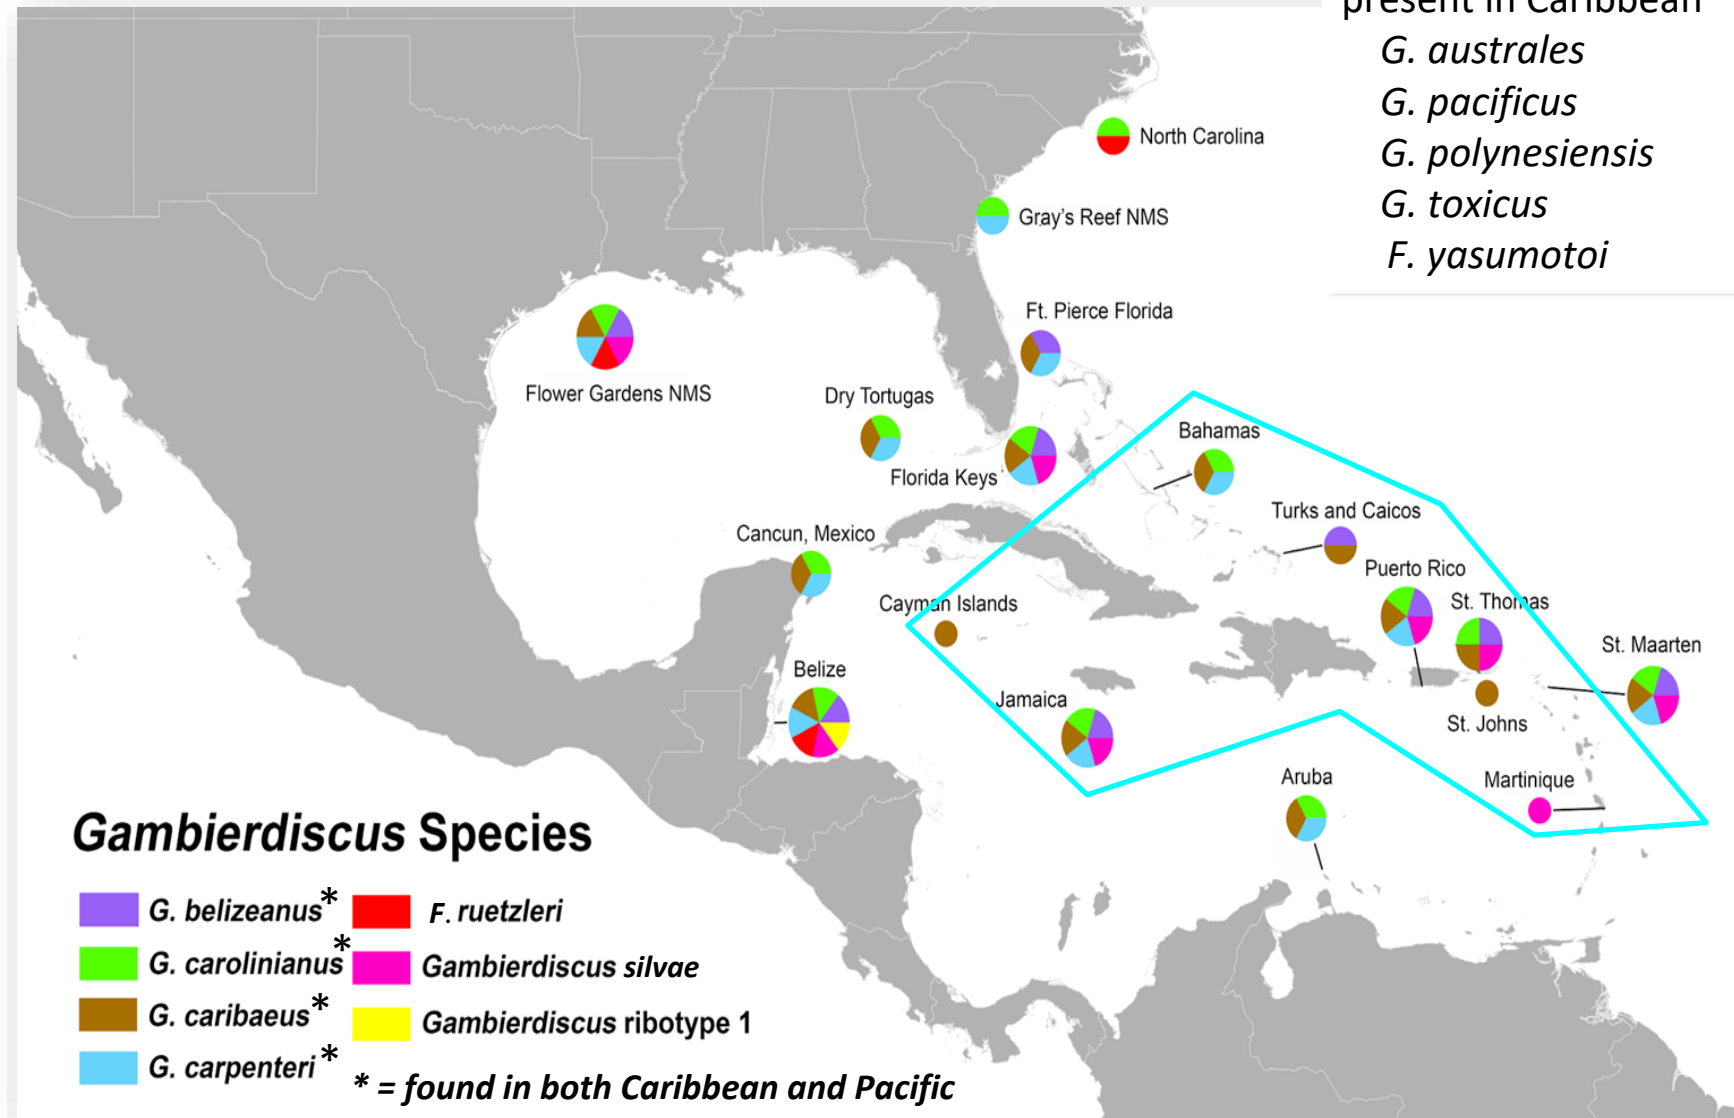 present in Caribbean
G. australes
G. pacificus
G. polynesiensis
G. toxicus
F. yasumotoi
North Carolina
Gray's Reef NMS
Ft. Pierce Florida
Flower Gardens NMS
Dry Tortugas
Florida Keys
Bahamas
Turks and Caicos
Cancun, Mexico
Puerto Rico
Cayman Islands
St. Thomas
St. Maarten
Belize
Jamaica
St. Johns
Aruba
Martinique
Gambierdiscus Species
G. belizeanus*
F. ruetzleri
G. carolinianus*
Gambierdiscus silvae
G. caribaeus*
Gambierdiscus ribotype 1
G. carpenteri*
* = found in both Caribbean and Pacific